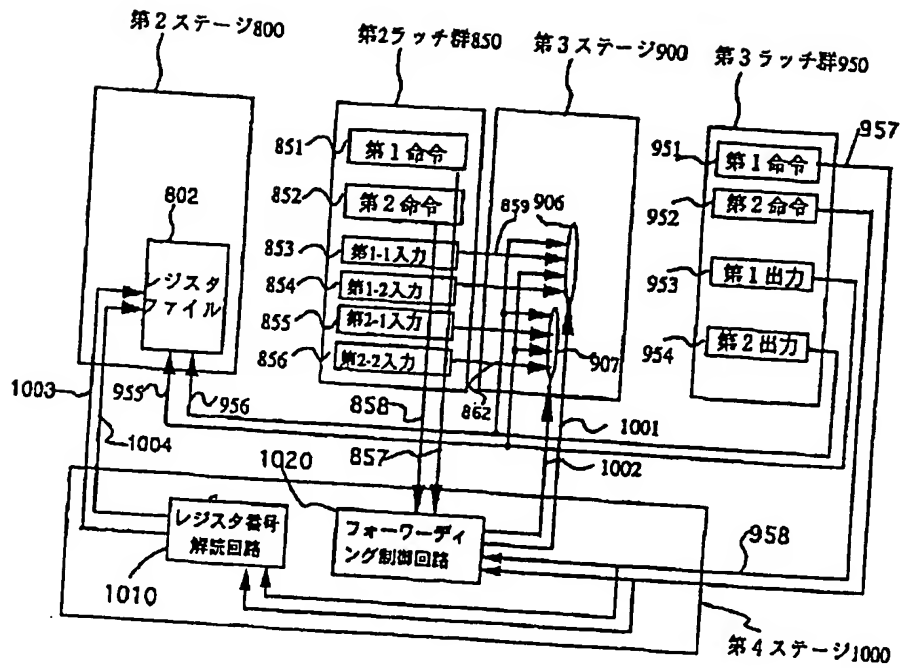 第2ステージ800
第2ラッチ群850
第3ステージ900
第3ラッチ群950
957
851
第1命令
852
第2命令
853
第1-1入力
854
第1-2入力
855
第2-1入力
856
第2-2入力
859
906
907
862
951
第1命令
952
第2命令
953
第1出力
954
第2出力
802
レジスタ
ファイル
1003
955
956
1004
858
857
1001
1002
1020
レジスタ番号
解読回路
1010
フォーワーディ
ング制御回路
958
第4ステージ1000